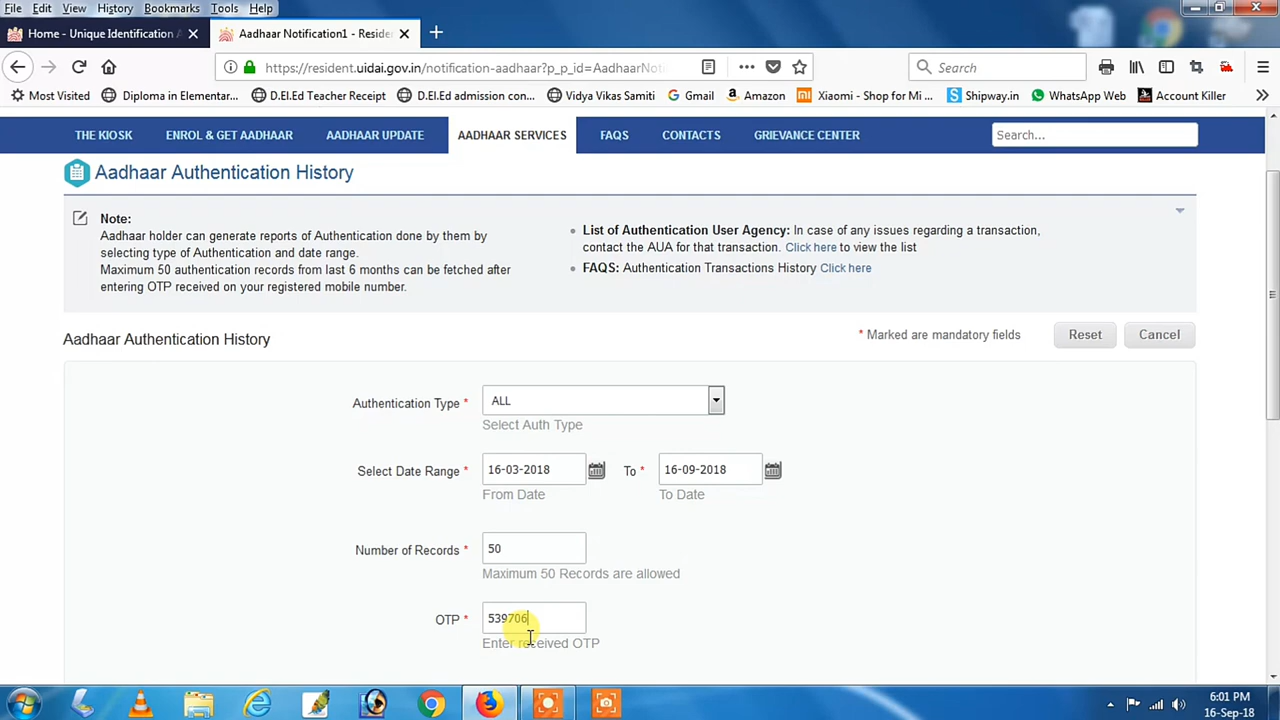 File Edit View History Bookmarks Tools Help
Home - Unique Identification A
Aadhaar Notification1 - Reside
https://resident.uidai.gov.in/notification-aadhaar?p_p_id=AadhaarNoti
Search
Most Visited Diploma in Elementar... D.El.Ed Teacher Receipt D.El.Ed admission con... Vidya Vikas Samiti Gmail Amazon Xiaomi - Shop for Mi ... Shipway.in WhatsApp Web Account Killer
THE KIOSK ENROL & GET AADHAAR AADHAAR UPDATE AADHAAR SERVICES FAQS CONTACTS GRIEVANCE CENTER Search...
Aadhaar Authentication History
Note:
Aadhaar holder can generate reports of Authentication done by them by
selecting type of Authentication and date range.
Maximum 50 authentication records from last 6 months can be fetched after
entering OTP received on your registered mobile number.
List of Authentication User Agency: In case of any issues regarding a transaction,
contact the AUA for that transaction. Click here to view the list
FAQS: Authentication Transactions History Click here
Aadhaar Authentication History
* Marked are mandatory fields Reset Cancel
Authentication Type * ALL
Select Auth Type
Select Date Range * 16-03-2018 To * 16-09-2018
From Date To Date
Number of Records * 50
Maximum 50 Records are allowed
OTP * 539706
Enter received OTP
6:01 PM
16-Sep-18